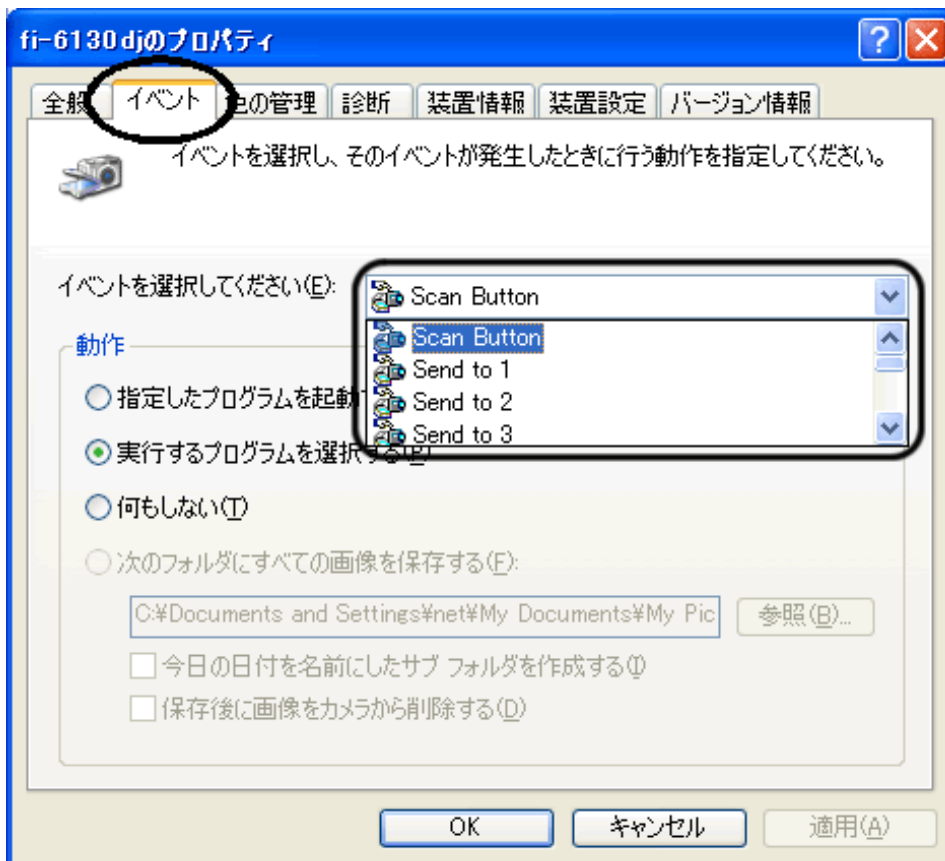 fi-6130djのプロパティ
全般 イベント 色の管理 診断 装置情報 装置設定 バージョン情報
イベントを選択し、そのイベントが発生したときに行う動作を指定してください。
イベントを選択してください(E):
Scan Button
Scan Button
Send to 1
Send to 2
Send to 3
動作
指定したプログラムを起動
実行するプログラムを選択する(P)
何もしない(T)
次のフォルダにすべての画像を保存する(F):
C:¥Documents and Settings¥net¥My Documents¥My Pic
参照(B)...
今日の日付を名前にしたサブ フォルダを作成する(I)
保存後に画像をカメラから削除する(D)
OK キャンセル 適用(A)